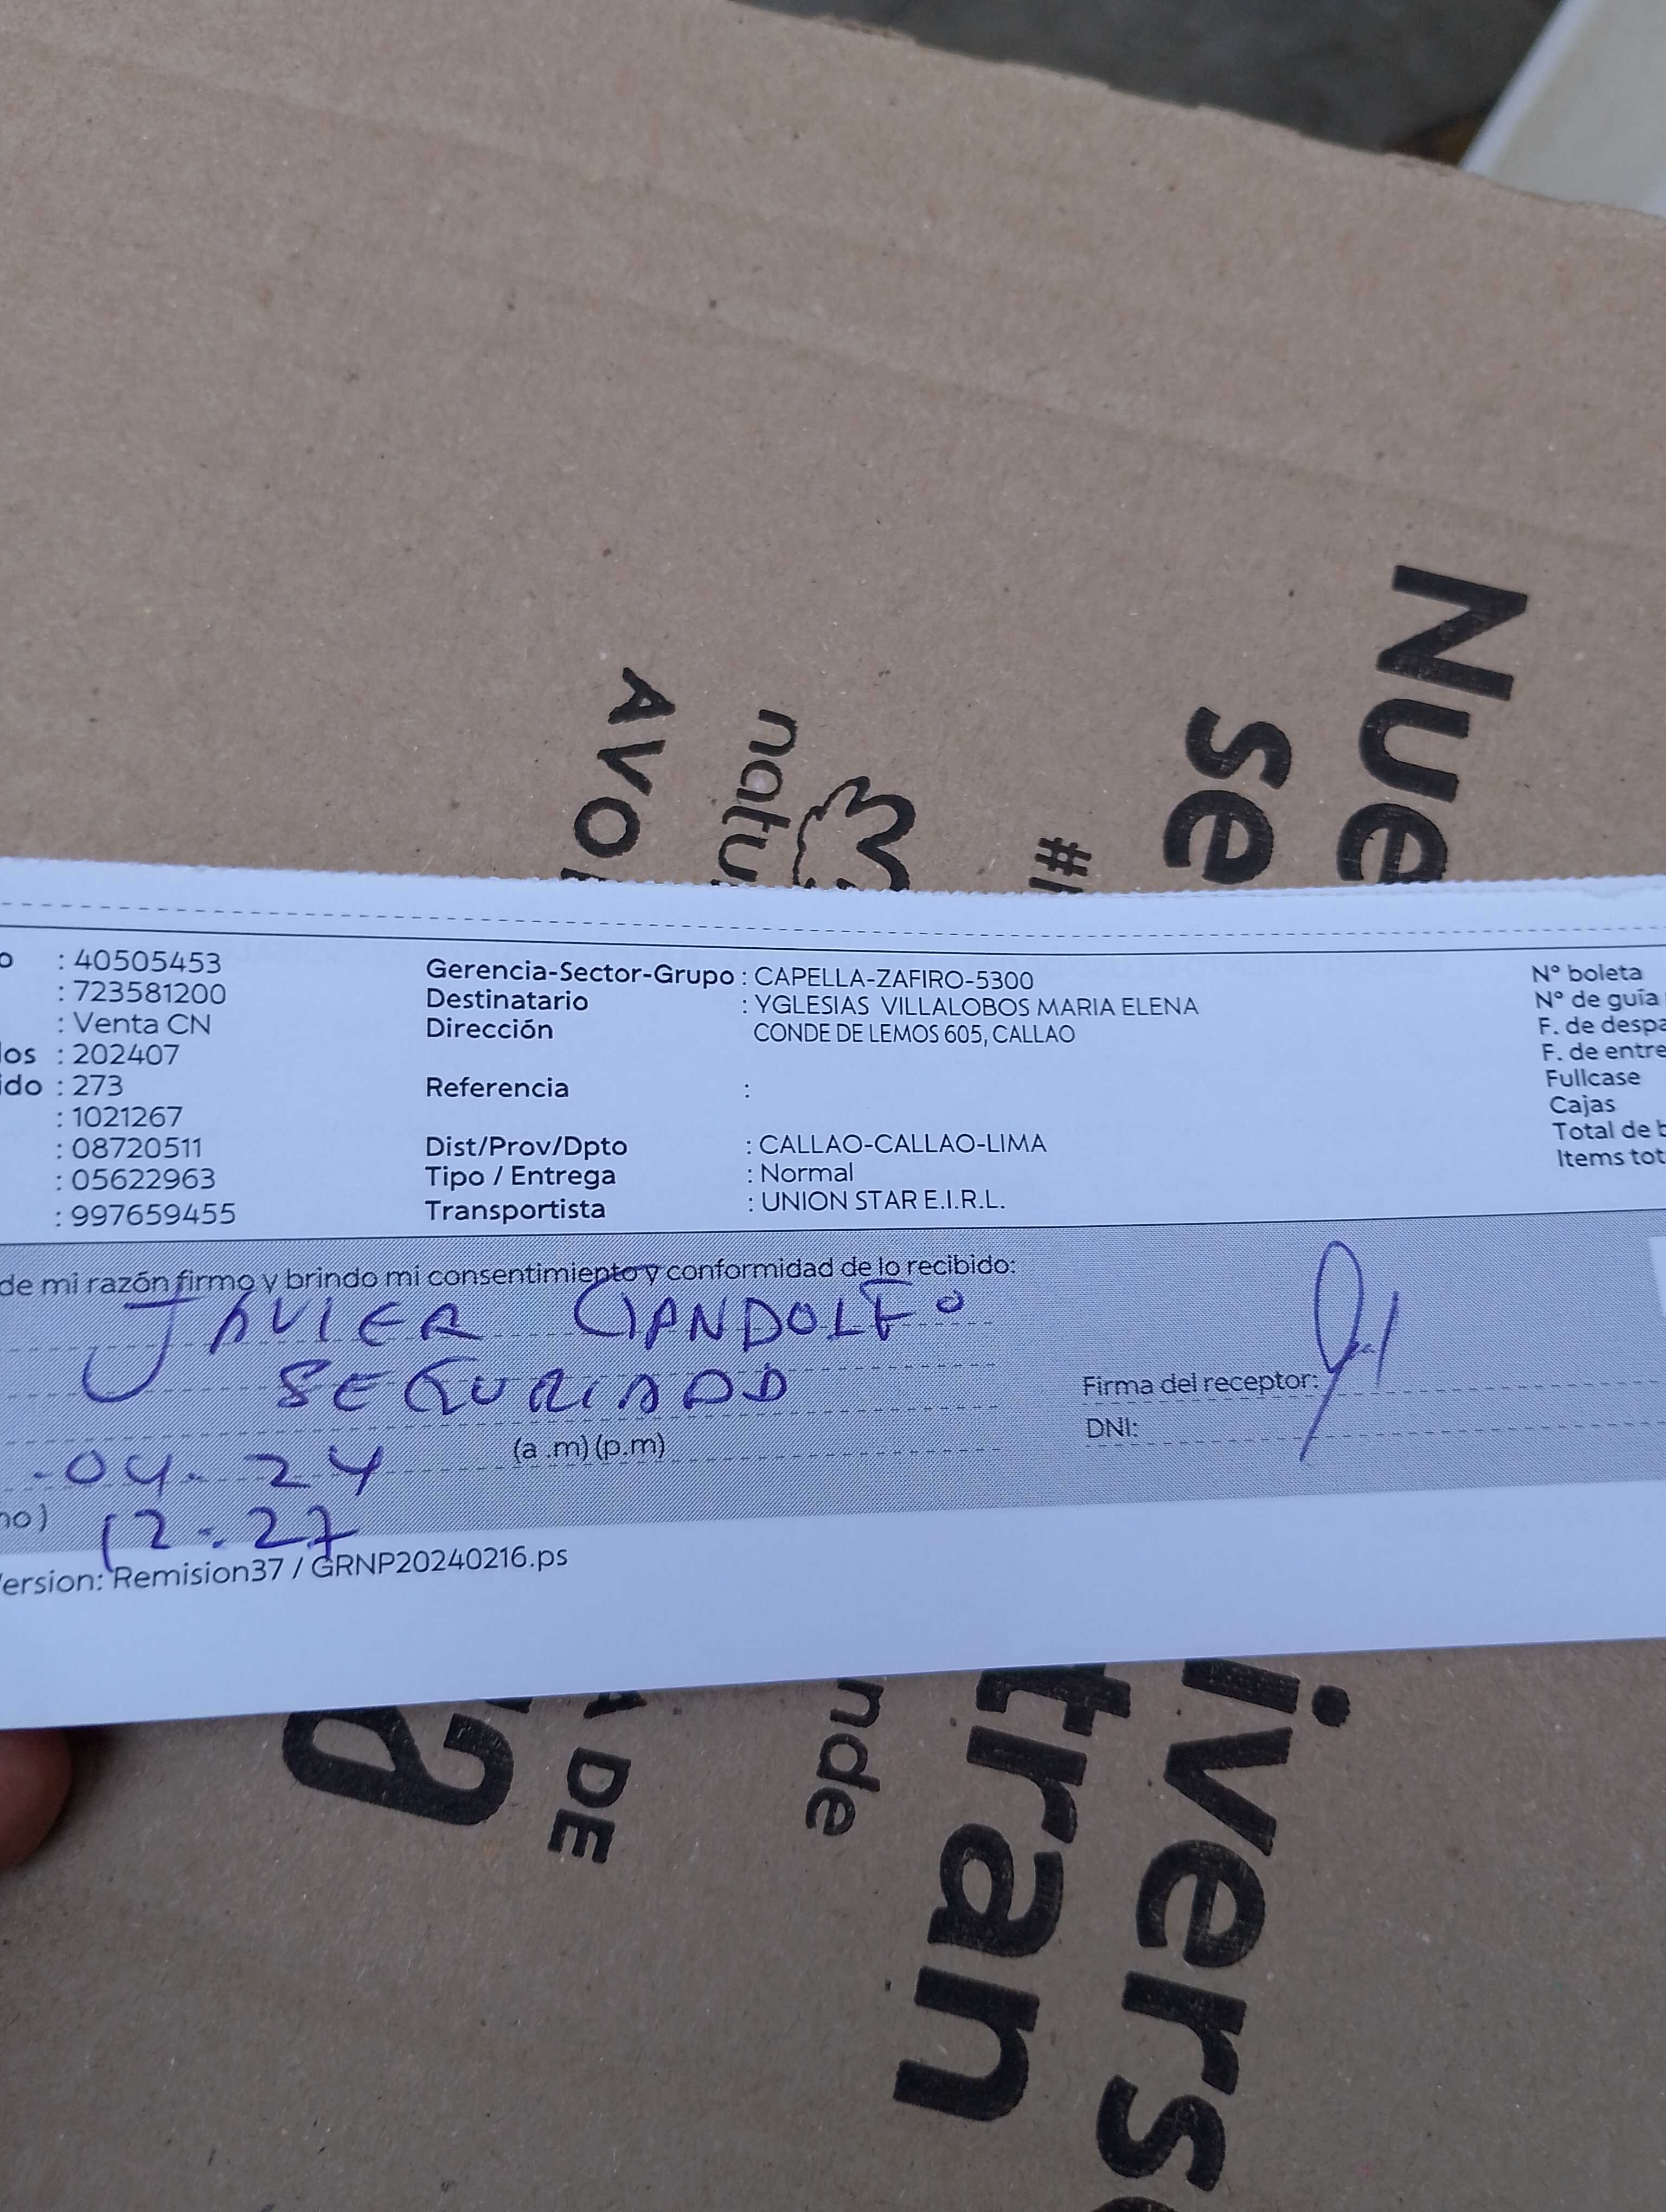 Nue
se
#
natu
AVO
o : 40505453
: 723581200
: Venta CN
los : 202407
ido : 273
: 1021267
: 08720511
: 05622963
: 997659455
Gerencia-Sector-Grupo : CAPELLA-ZAFIRO-5300
Destinatario : YGLESIAS VILLALOBOS MARIA ELENA
Dirección CONDE DE LEMOS 605, CALLAO
Referencia :
Dist/Prov/Dpto : CALLAO-CALLAO-LIMA
Tipo / Entrega : Normal
Transportista : UNION STAR E.I.R.L.
N° boleta
N° de guía
F. de despa
F. de entre
Fullcase
Cajas
Total de b
Items tot
de mi razón firmo y brindo mi consentimiento y conformidad de lo recibido:
JAVIER GANDOLFO
SEGURIDAD
Firma del receptor:
DNI:
-04-24 (a .m) (p.m)
no) 12:27
ersion: Remision37 / GRNP20240216.ps
ivers
tran
nde
A DE